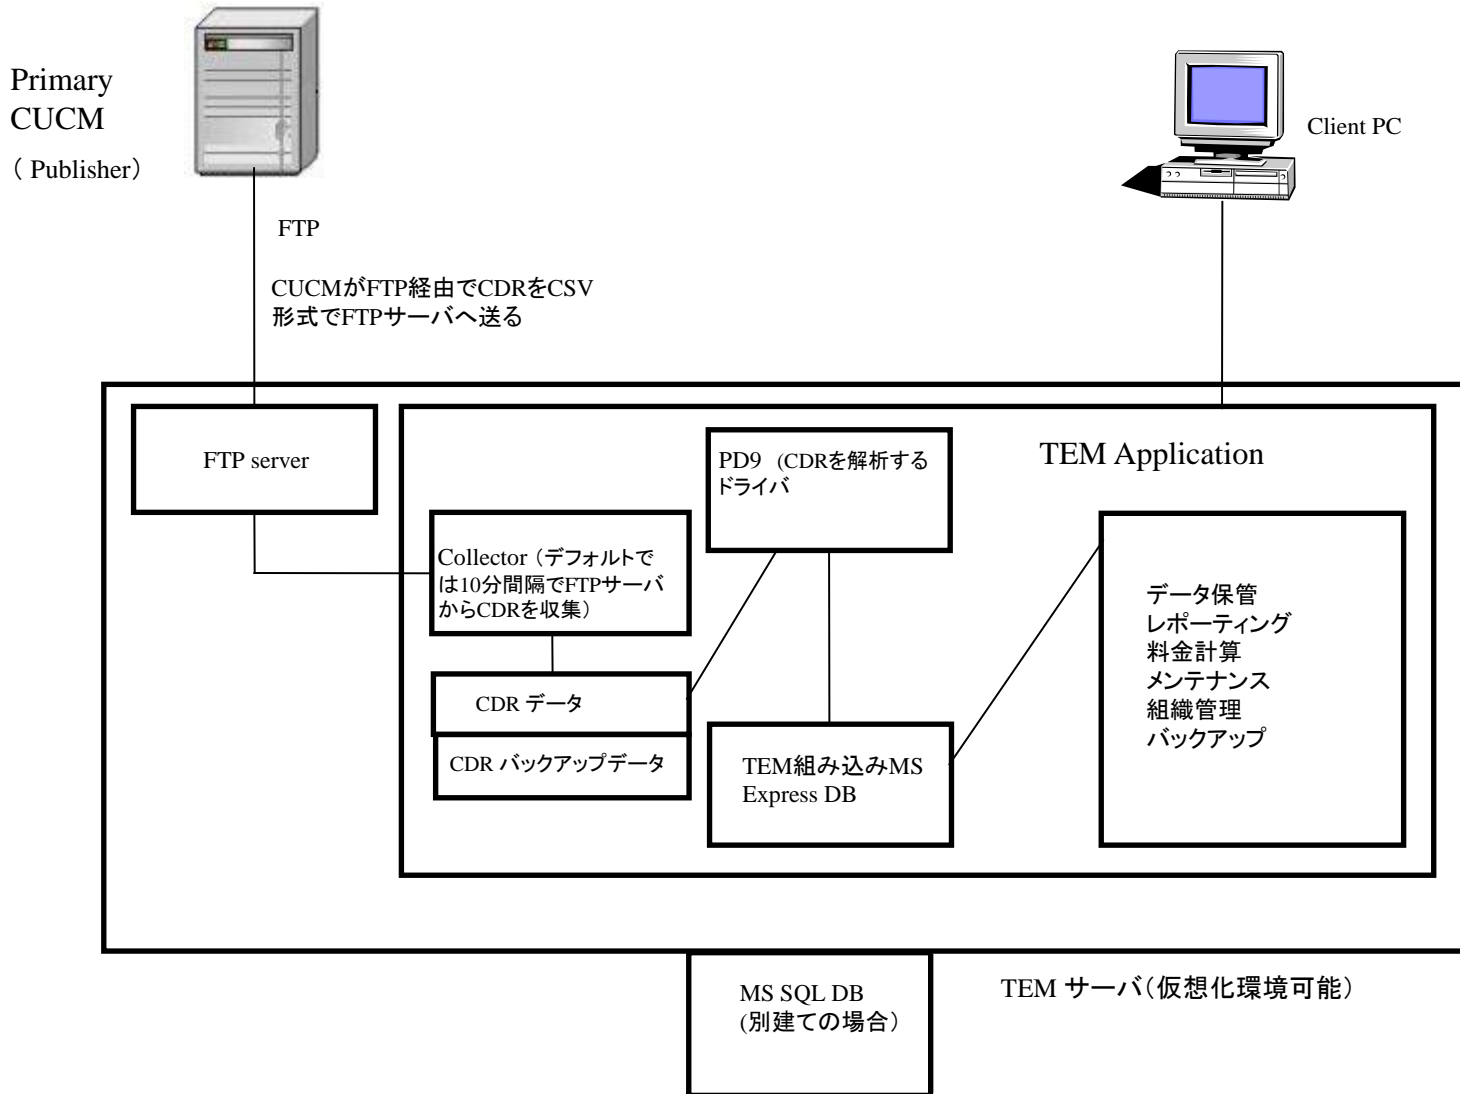 Primary
CUCM
（ Publisher）
Client PC
FTP
CUCMがFTP経由でCDRをCSV
形式でFTPサーバへ送る
FTP server
PD9 (CDRを解析する
ドライバ
TEM Application
Collector（デフォルトで
は10分間隔でFTPサーバ
からCDRを収集）
データ保管
レポーティング
料金計算
メンテナンス
組織管理
バックアップ
CDR データ
CDR バックアップデータ
TEM組み込みMS
Express DB
MS SQL DB
(別建ての場合）
TEM サーバ（仮想化環境可能）